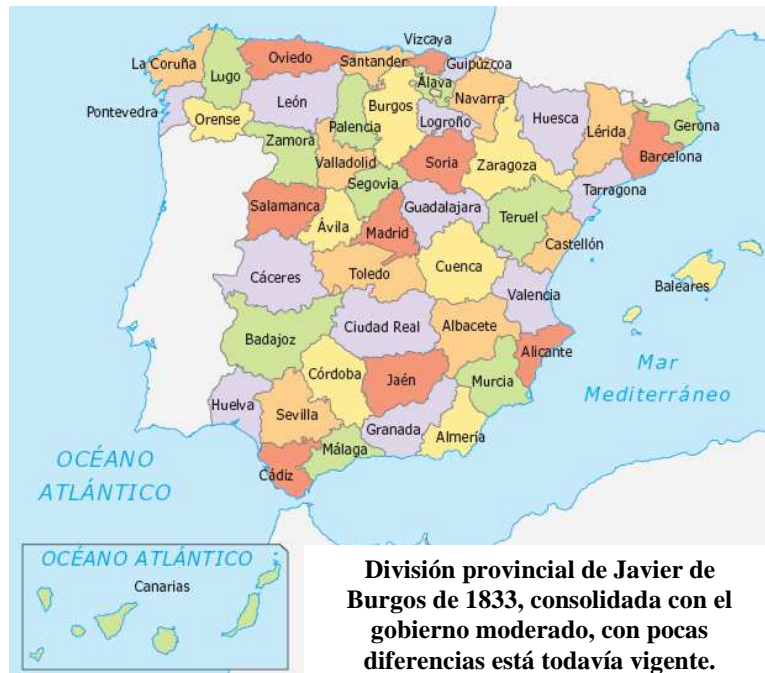 Vizcaya
La Coruña
Oviedo
Santander
Guipúzcoa
Lugo
Álava
Navarra
Pontevedra
Orense
León
Palencia
Burgos
Logroño
Huesca
Lérida
Gerona
Zamora
Valladolid
Soria
Zaragoza
Barcelona
Segovia
Tarragona
Salamanca
Ávila
Madrid
Guadalajara
Teruel
Castellón
Cáceres
Toledo
Cuenca
Valencia
Baleares
Badajoz
Ciudad Real
Albacete
Alicante
Córdoba
Jaén
Murcia
Mar
Mediterráneo
Huelva
Sevilla
Granada
Almería
Málaga
Cádiz
OCÉANO
ATLÁNTICO
OCÉANO ATLÁNTICO
Canarias
División provincial de Javier de
Burgos de 1833, consolidada con el
gobierno moderado, con pocas
diferencias está todavía vigente.